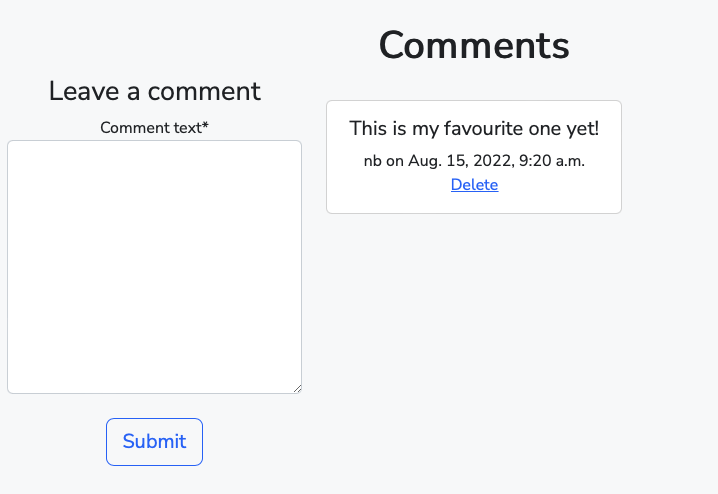 Leave a comment
Comment text*
Submit
Comments
This is my favourite one yet!
nb on Aug. 15, 2022, 9:20 a.m.
Delete